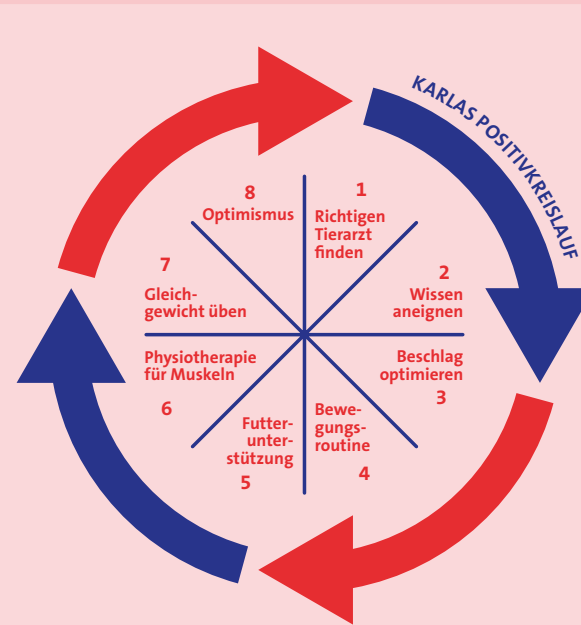 KARLAS POSITIVKREISLAUF
1
Richtigen
Tierarzt
finden
2
Wissen
aneignen
Beschlag
optimieren
3
Bewe-
gungs-
routine
4
Futter-
unter-
stützung
5
Physiotherapie
für Muskeln
6
7
Gleich-
gewicht üben
8
Optimismus